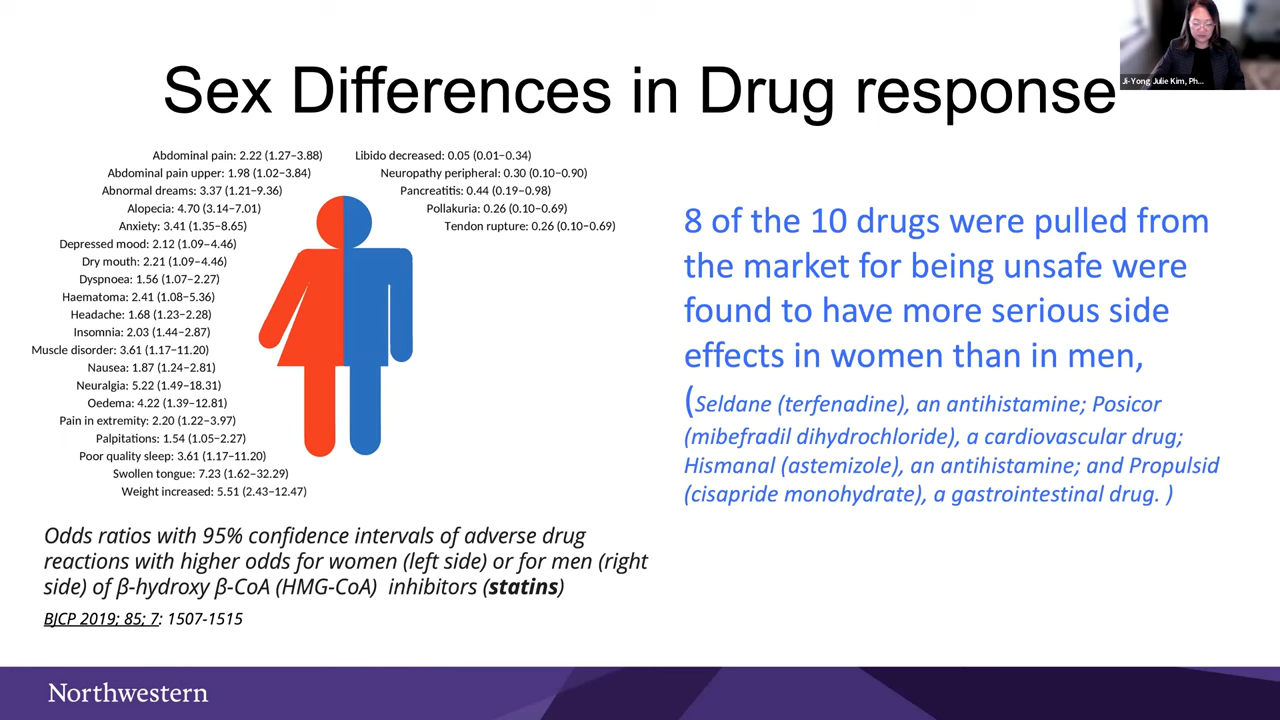 Ji-Yong Julie Kim, Ph...
Sex Differences in Drug response
Abdominal pain: 2.22 (1.27–3.88)
Abdominal pain upper: 1.98 (1.02–3.84)
Abnormal dreams: 3.37 (1.21–9.36)
Alopecia: 4.70 (3.14–7.01)
Anxiety: 3.41 (1.35–8.65)
Depressed mood: 2.12 (1.09–4.46)
Dry mouth: 2.21 (1.09–4.46)
Dyspnoea: 1.56 (1.07–2.27)
Haematoma: 2.41 (1.08–5.36)
Headache: 1.68 (1.23–2.28)
Insomnia: 2.03 (1.44–2.87)
Muscle disorder: 3.61 (1.17–11.20)
Nausea: 1.87 (1.24–2.81)
Neuralgia: 5.22 (1.49–18.31)
Oedema: 4.22 (1.39–12.81)
Pain in extremity: 2.20 (1.22–3.97)
Palpitations: 1.54 (1.05–2.27)
Poor quality sleep: 3.61 (1.17–11.20)
Swollen tongue: 7.23 (1.62–32.29)
Weight increased: 5.51 (2.43–12.47)
Libido decreased: 0.05 (0.01–0.34)
Neuropathy peripheral: 0.30 (0.10–0.90)
Pancreatitis: 0.44 (0.19–0.98)
Pollakuria: 0.26 (0.10–0.69)
Tendon rupture: 0.26 (0.10–0.69)
Odds ratios with 95% confidence intervals of adverse drug
reactions with higher odds for women (left side) or for men (right
side) of β-hydroxy β-CoA (HMG-CoA) inhibitors (statins)
BJCP 2019; 85; 7: 1507-1515
8 of the 10 drugs were pulled from
the market for being unsafe were
found to have more serious side
effects in women than in men,
(Seldane (terfenadine), an antihistamine; Posicor
(mibefradil dihydrochloride), a cardiovascular drug;
Hismanal (astemizole), an antihistamine; and Propulsid
(cisapride monohydrate), a gastrointestinal drug. )
Northwestern